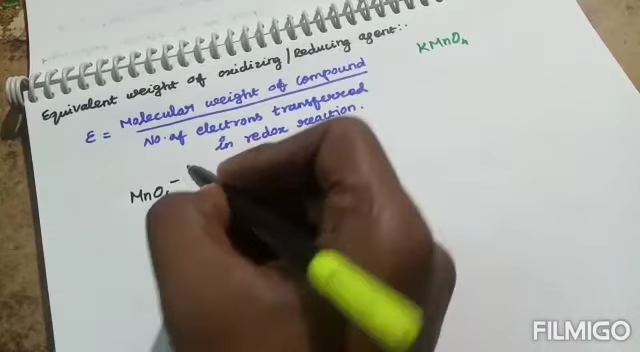 Equivalent weight of oxidizing/Reducing agent:-
KMnO₄
E = Molecular weight of compound
No. of electrons transferred
in redox reaction.
MnO₄⁻
FILMIGO